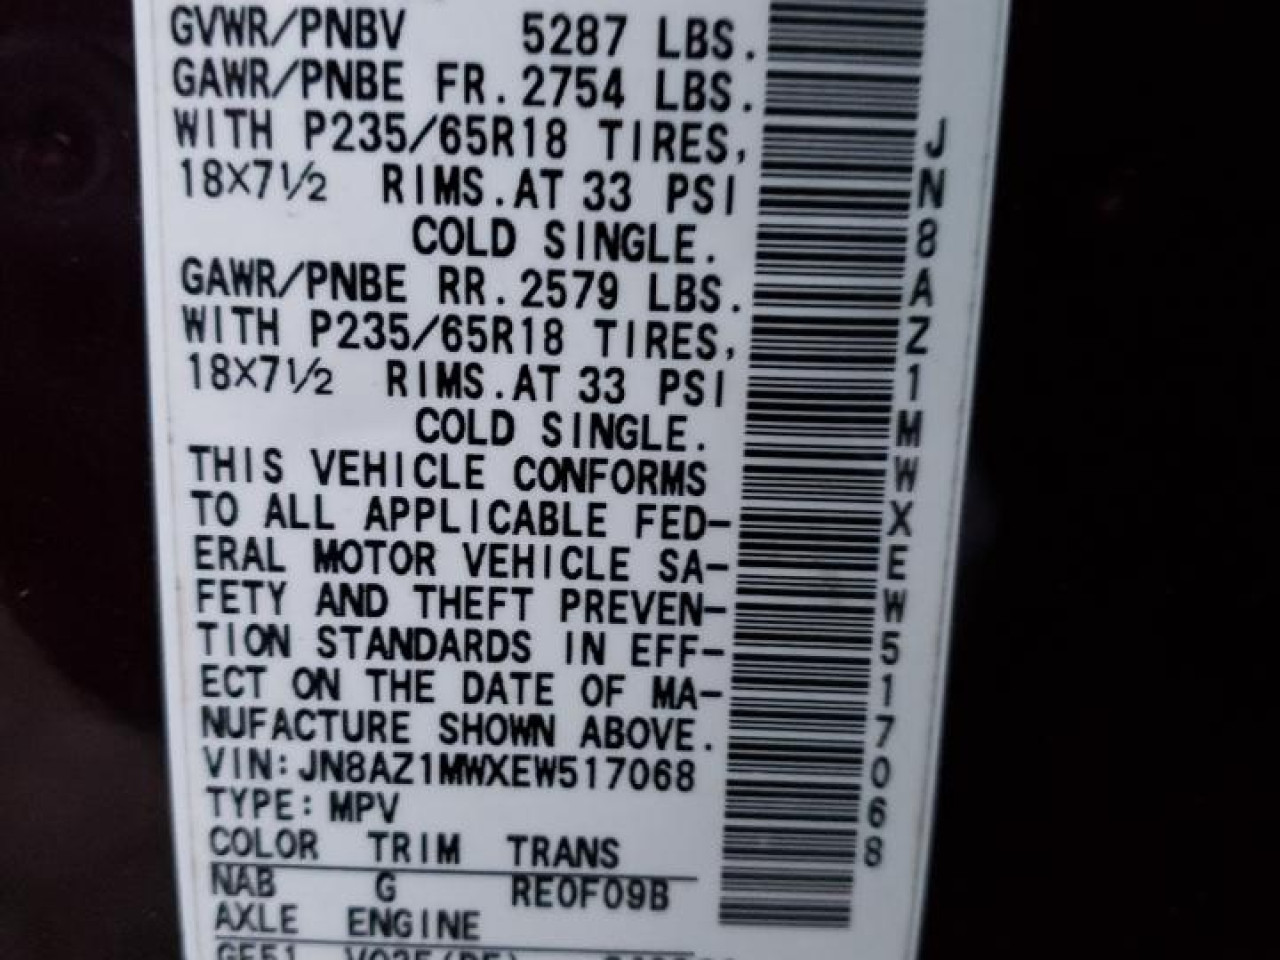 GVWR/PNBV 5287 LBS.
GAWR/PNBE FR. 2754 LBS.
WITH P235/65R18 TIRES,
18X7½ RIMS. AT 33 PSI
COLD SINGLE.
GAWR/PNBE RR. 2579 LBS.
WITH P235/65R18 TIRES,
18X7½ RIMS. AT 33 PSI
COLD SINGLE.
THIS VEHICLE CONFORMS
TO ALL APPLICABLE FED-
ERAL MOTOR VEHICLE SA-
FETY AND THEFT PREVEN-
TION STANDARDS IN EFF-
ECT ON THE DATE OF MA-
NUFACTURE SHOWN ABOVE.
VIN: JN8AZ1MWXEW517068
TYPE: MPV
COLOR TRIM TRANS
NAB G RE0F09B
AXLE ENGINE
JN8AZ1MWXEW517068